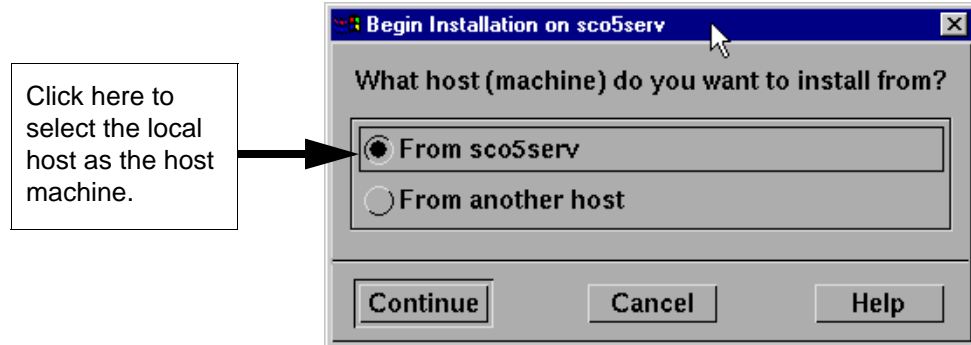 Begin Installation on sco5serv
What host (machine) do you want to install from?
Click here to
select the local
host as the host
machine.
From sco5serv
From another host
Continue Cancel Help